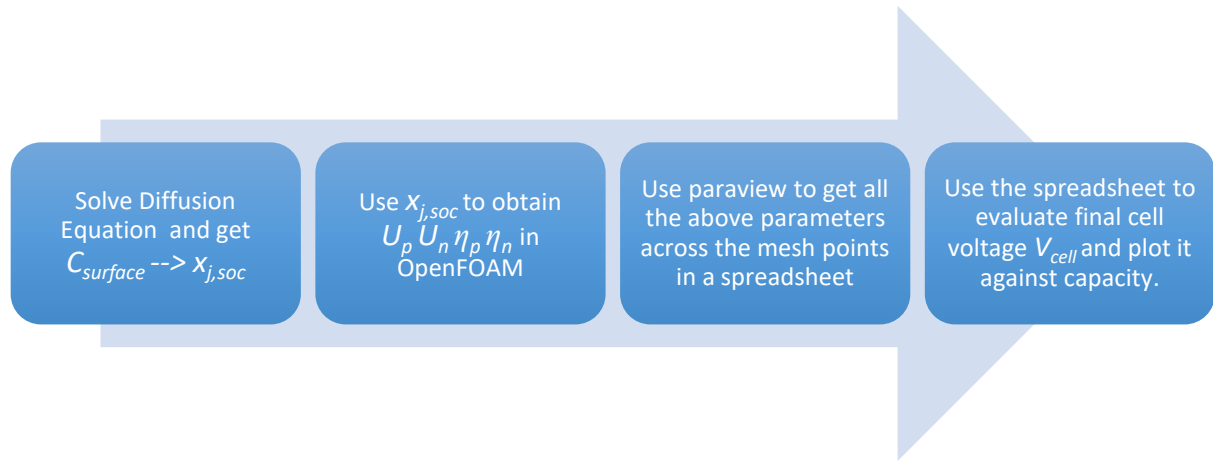 Solve Diffusion
Equation and get
C_surface --> x_j,soc
Use x_j,soc to obtain
U_p U_n η_p η_n in
OpenFOAM
Use paraview to get all
the above parameters
across the mesh points
in a spreadsheet
Use the spreadsheet to
evaluate final cell
voltage V_cell and plot it
against capacity.